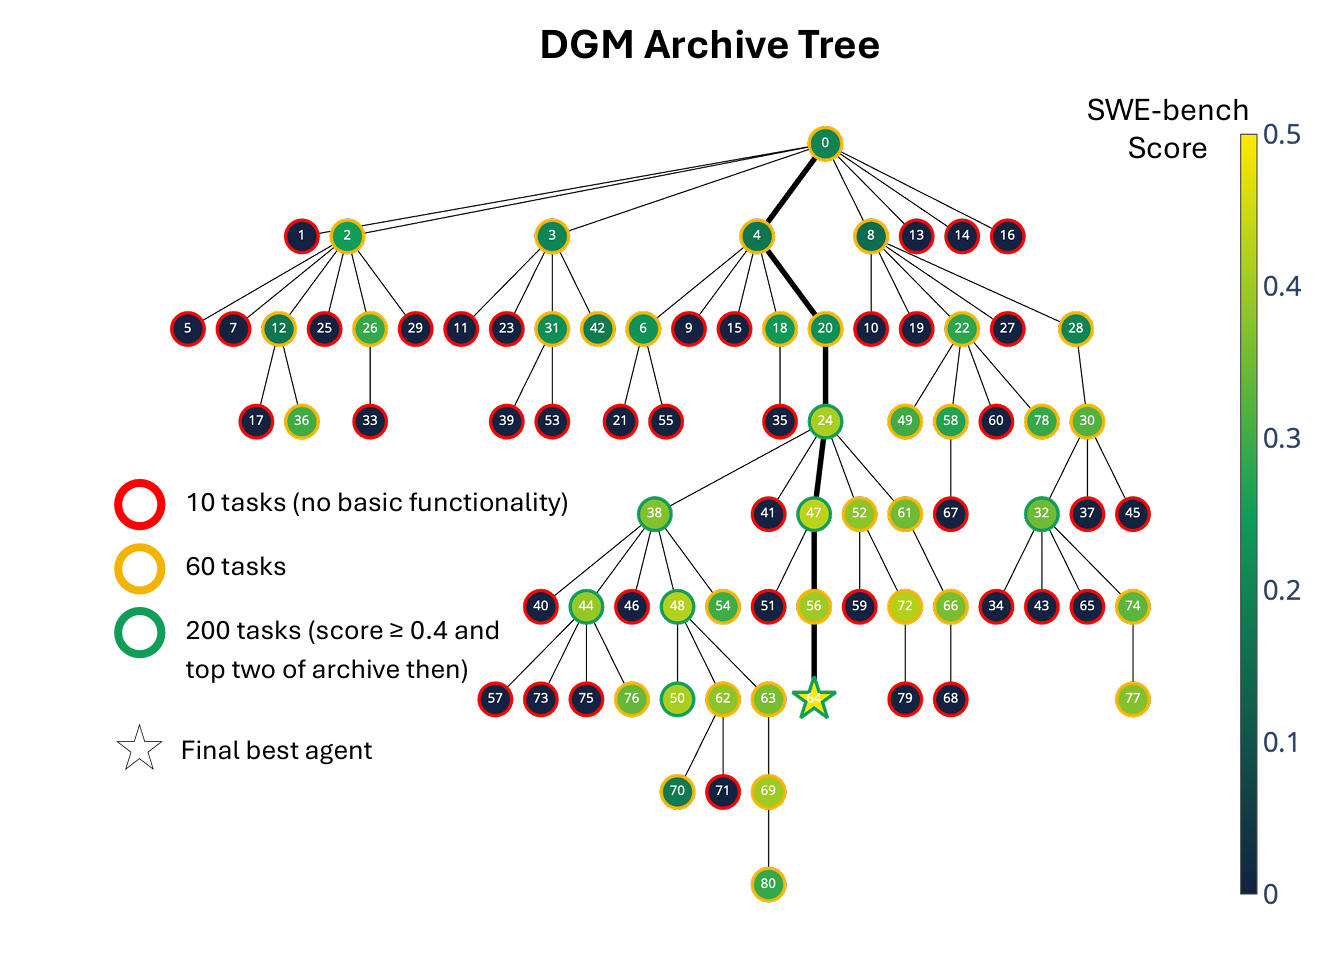 DGM Archive Tree
SWE-bench
Score
0.5
0.4
0.3
0.2
0.1
0
0
1 2 3 4 8 13 14 16
5 7 12 25 26 29 11 23 31 42 6 9 15 18 20 10 19 22 27 28
17 36 33 39 53 21 55 35 24 49 58 60 78 30
38 41 47 52 61 67 32 37 45
40 44 46 48 54 51 56 59 72 66 34 43 65 74
57 73 75 76 50 62 63 79 68 77
70 71 69
80
10 tasks (no basic functionality)
60 tasks
200 tasks (score ≥ 0.4 and
top two of archive then)
Final best agent